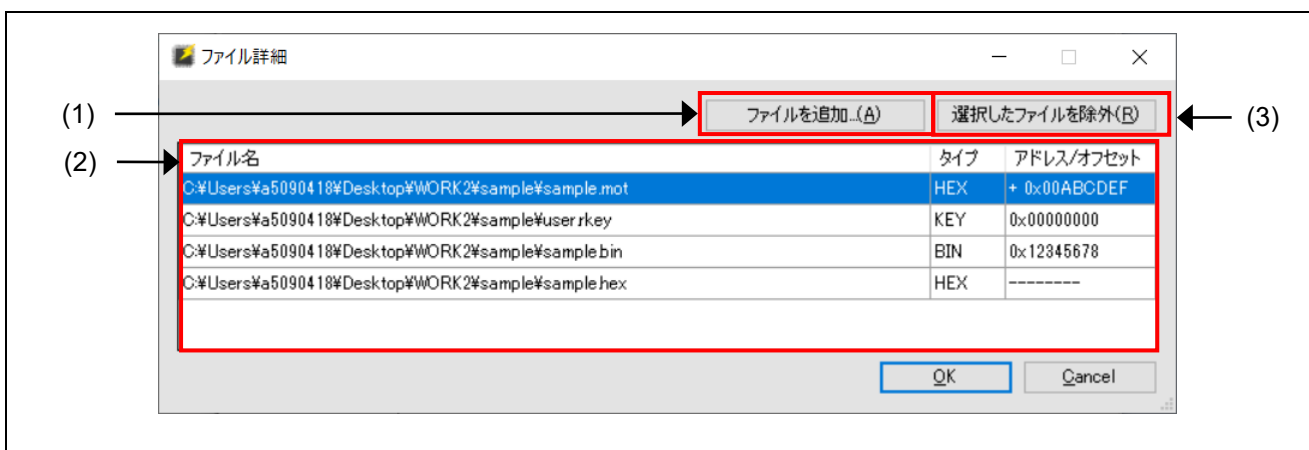 ファイル詳細
(1)
ファイルを追加...(A)
選択したファイルを除外(R)
(3)
(2)
ファイル名 タイプ アドレス/オフセット
C:¥Users¥a5090418¥Desktop¥WORK2¥sample¥sample.mot HEX + 0x00ABCDEF
C:¥Users¥a5090418¥Desktop¥WORK2¥sample¥user.rkey KEY 0x00000000
C:¥Users¥a5090418¥Desktop¥WORK2¥sample¥sample.bin BIN 0x12345678
C:¥Users¥a5090418¥Desktop¥WORK2¥sample¥sample.hex HEX --------
OK Cancel